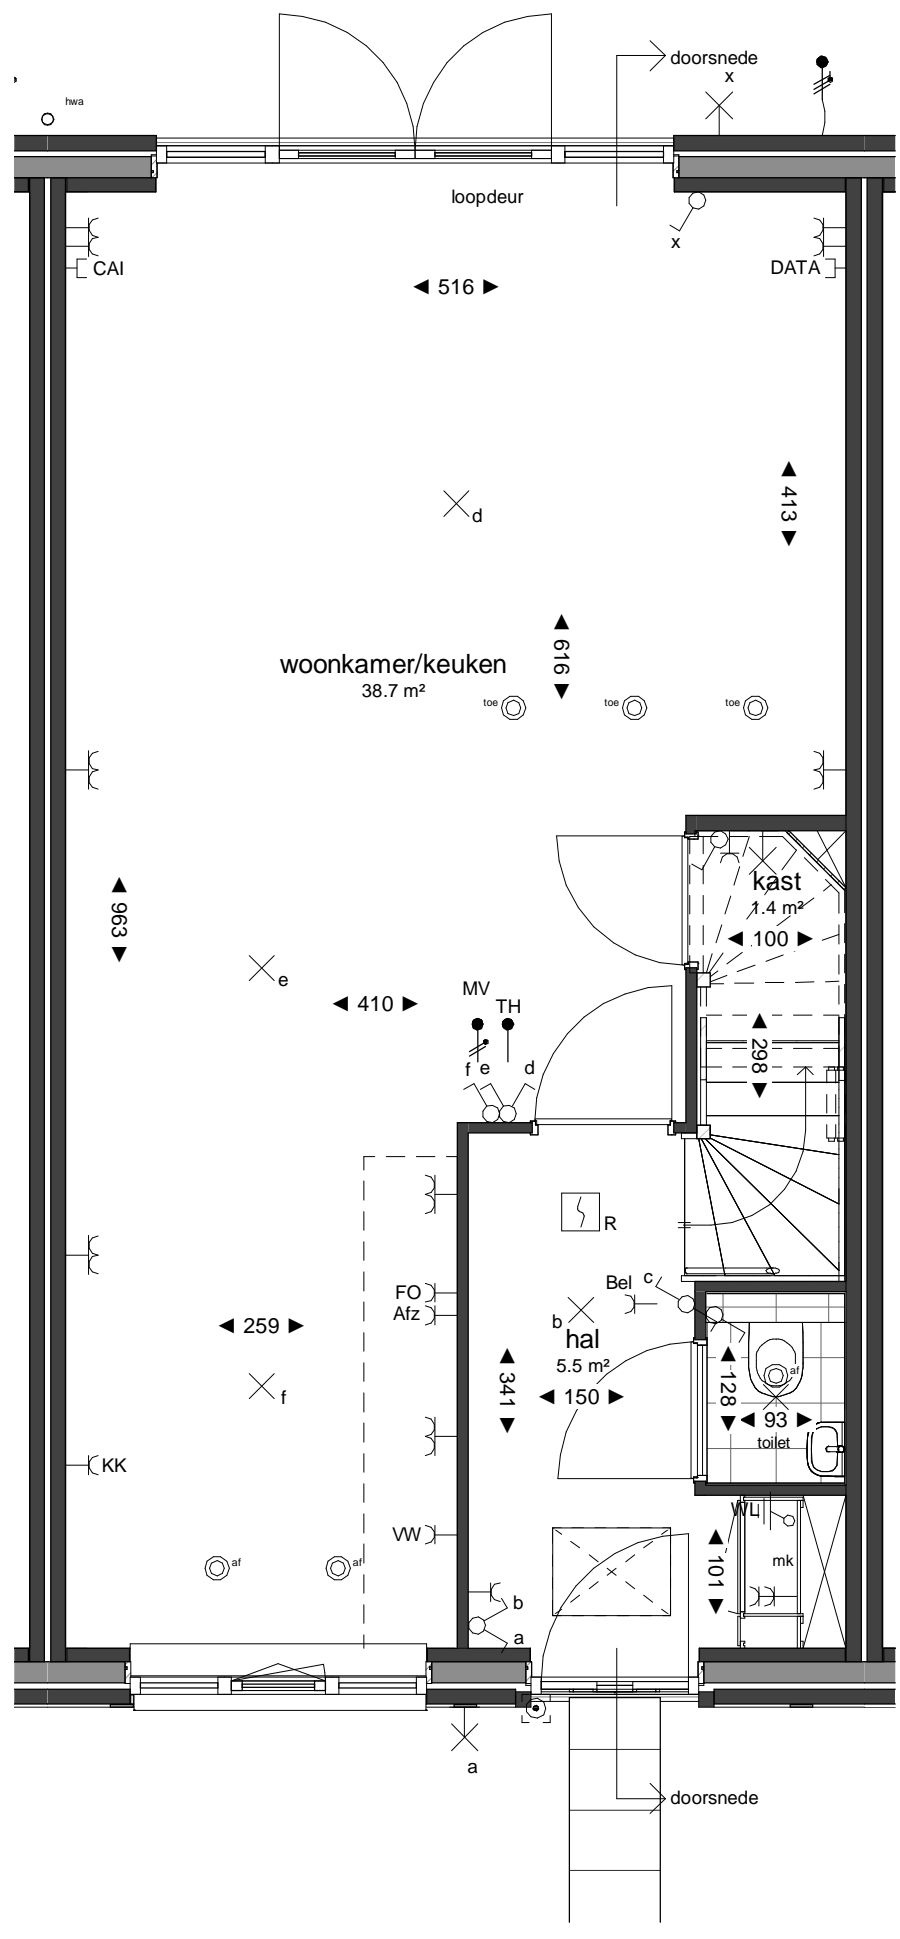 doorsnede
x
hwa
loopdeur
x
CAI
DATA
516
413
d
616
woonkamer/keuken
38.7 m²
toe
toe
toe
kast
1.4 m²
100
963
e
MV
410
TH
298
f e d
R
FO
Bel c
Afz
b
259
hal
5.5 m²
341
128
af
150
93
f
toilet
KK
WL
VW
101
mk
af
af
b
a
a
doorsnede